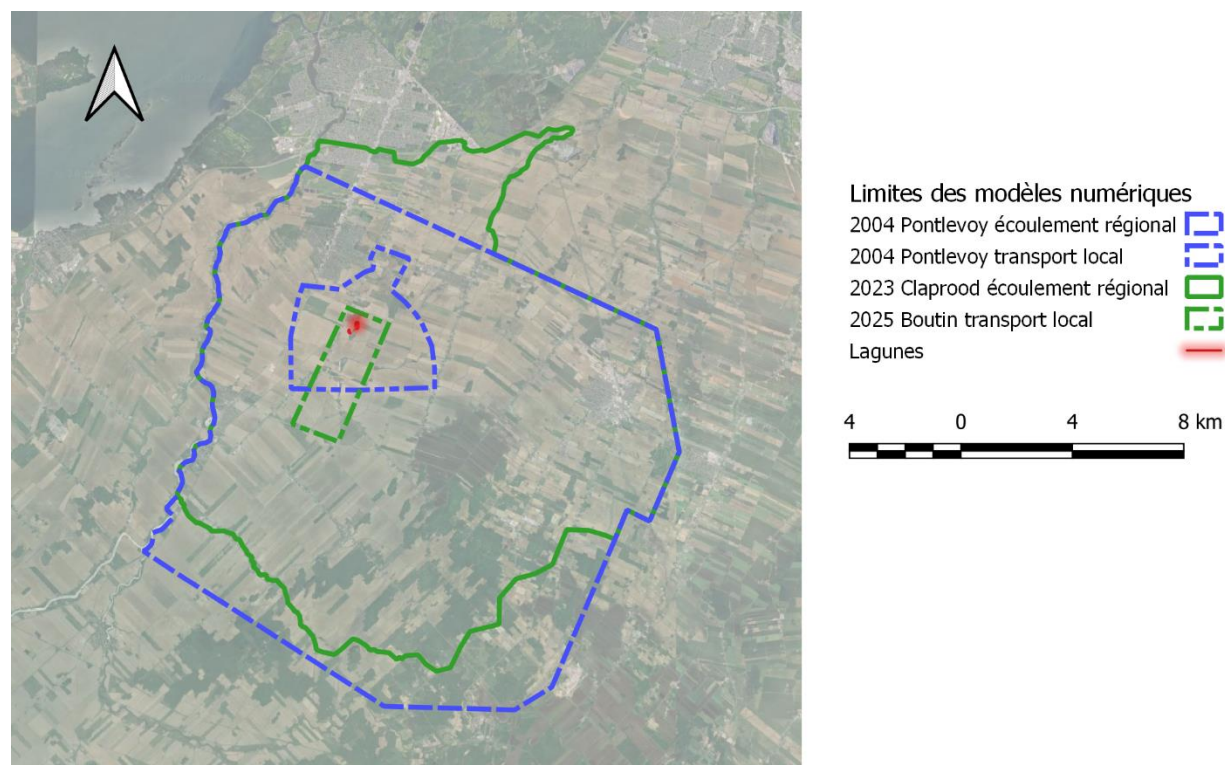 Limites des modèles numériques
2004 Pontlevoy écoulement régional
2004 Pontlevoy transport local
2023 Claprood écoulement régional
2025 Boutin transport local
Lagunes
4 0 4 8 km